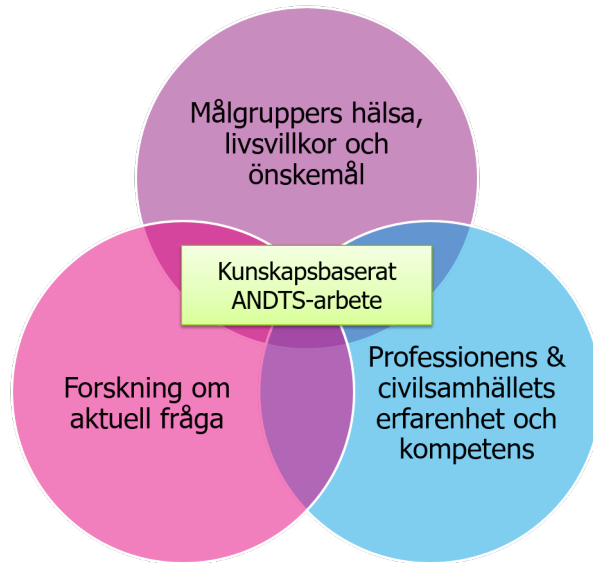 Målgruppers hälsa,
livsvillkor och
önskemål
Kunskapsbaserat
ANDTS-arbete
Forskning om
aktuell fråga
Professionens &
civilsamhällets
erfarenhet och
kompetens